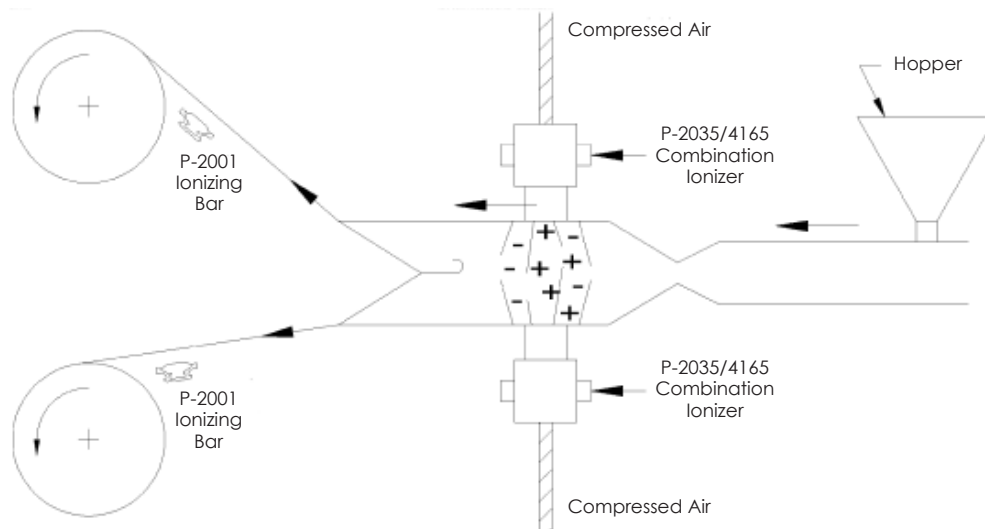 Compressed Air
Hopper
P-2035/4165
Combination
Ionizer
P-2001
Ionizing
Bar
P-2035/4165
Combination
Ionizer
P-2001
Ionizing
Bar
Compressed Air